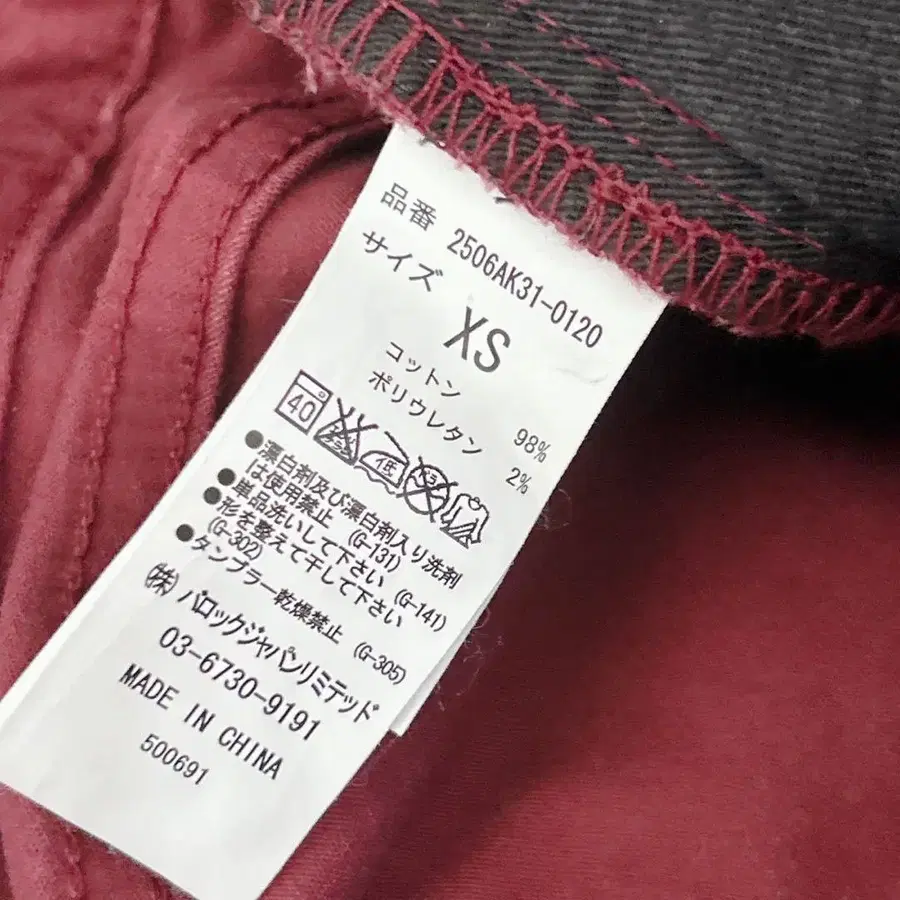 品番 2506AK31-0120
サイズ
XS
コットン 98%
ポリウレタン 2%
40 低
●漂白剤及び漂白剤入り洗剤
は使用禁止 (G-131)
●単品洗いして下さい (G-141)
●形を整えて干して下さい
(G-302)
●タンブラー乾燥禁止 (G-305)
(株)バロックジャパンリミテッド
03-6730-9191
MADE IN CHINA
500691